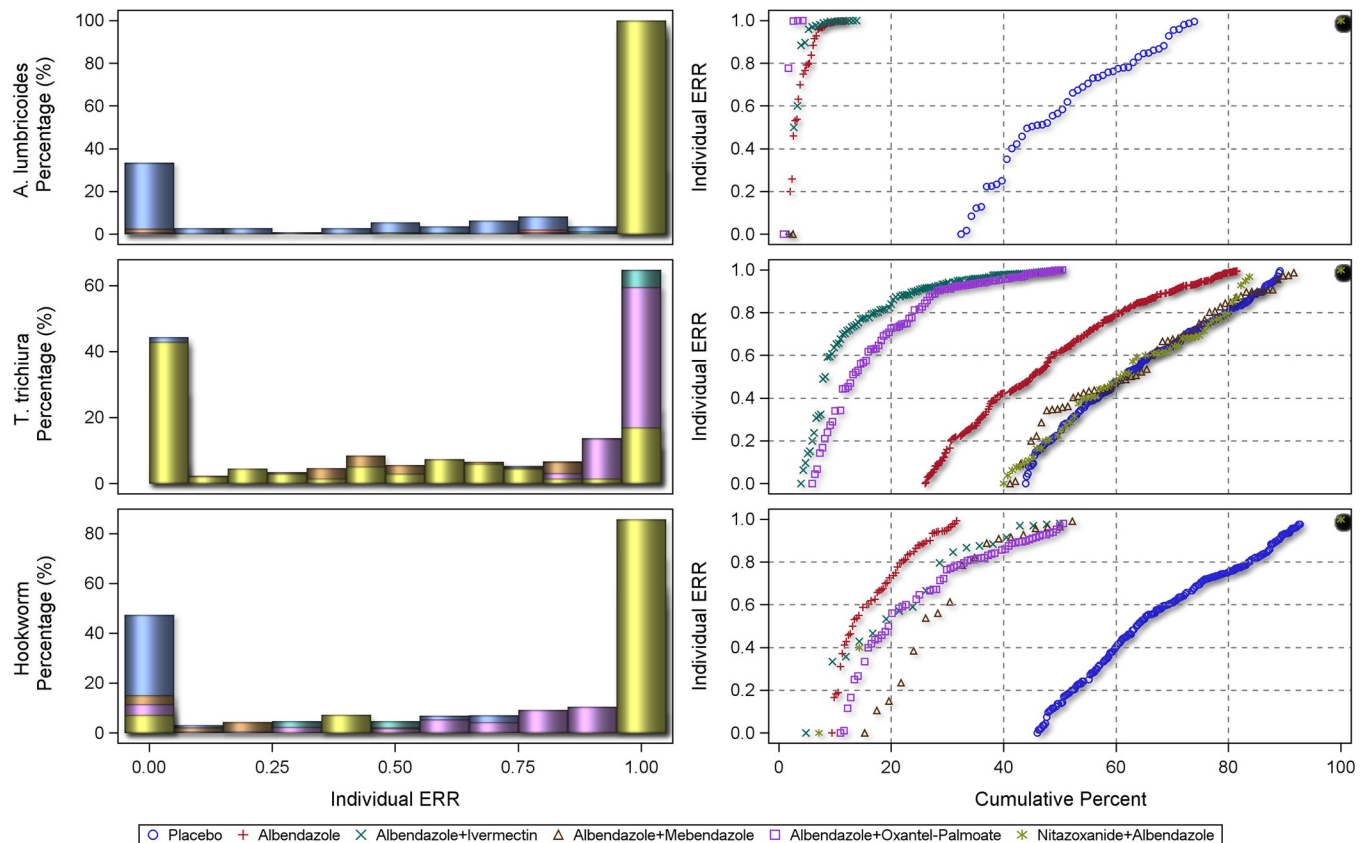 A. lumbricoides
Percentage (%)
100
80
60
40
20
0
Individual ERR
1.0
0.8
0.6
0.4
0.2
0.0
T. trichiura
Percentage (%)
60
40
20
0
Individual ERR
1.0
0.8
0.6
0.4
0.2
0.0
Hookworm
Percentage (%)
80
60
40
20
0
Individual ERR
1.0
0.8
0.6
0.4
0.2
0.0
0.00 0.25 0.50 0.75 1.00
Individual ERR
0 20 40 60 80 100
Cumulative Percent
Placebo Albendazole Albendazole+Ivermectin Albendazole+Mebendazole Albendazole+Oxantel-Palmoate Nitazoxanide+Albendazole